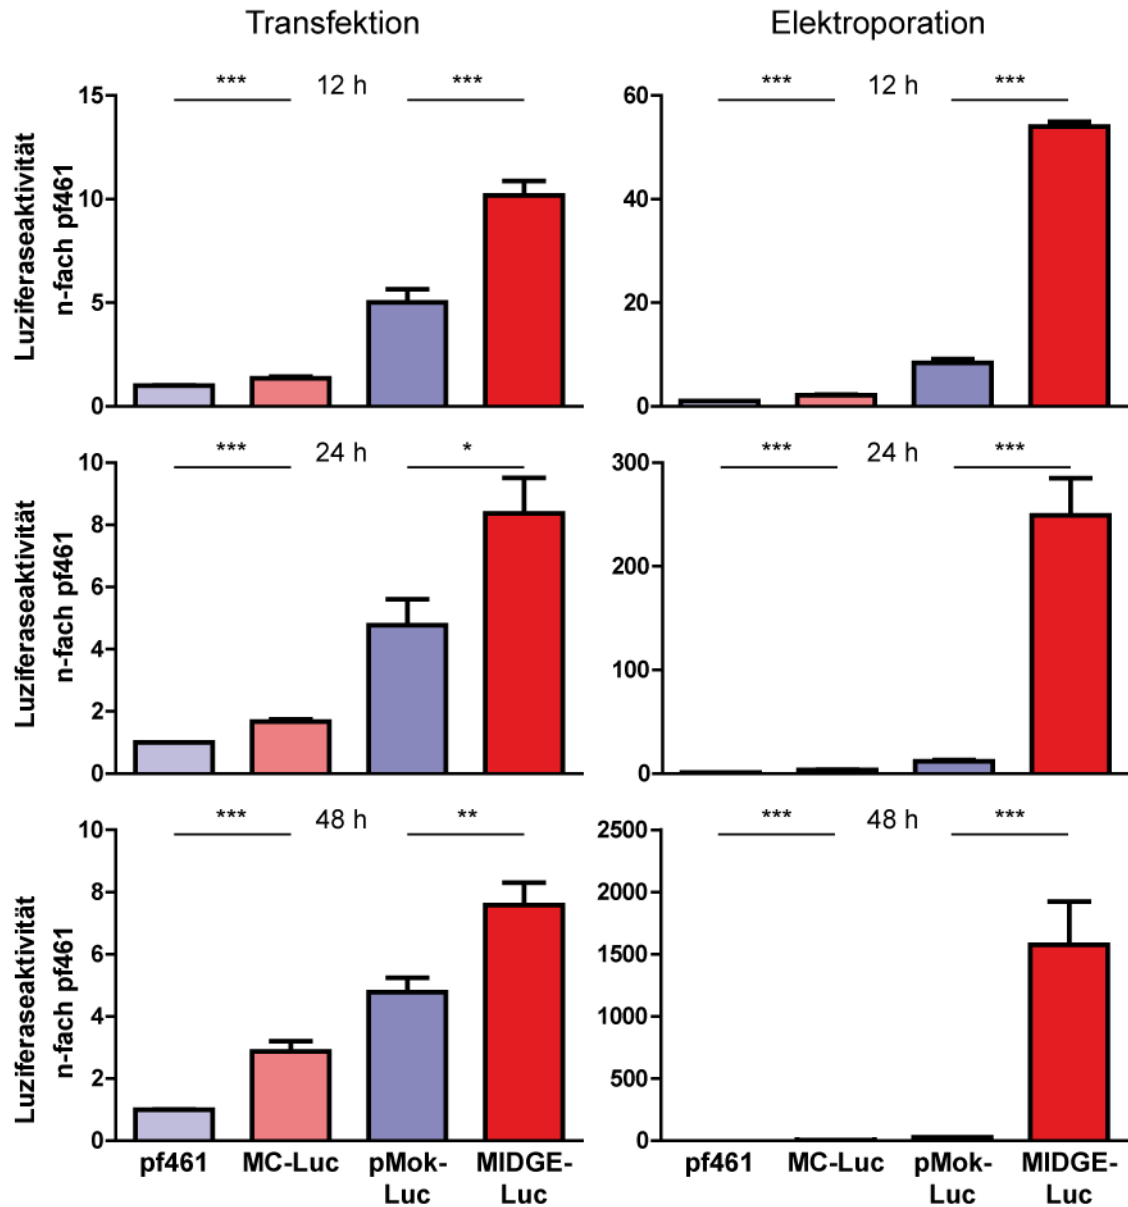 Transfektion
Elektroporation
*** 12 h ***
*** 12 h ***
Luziferaseaktivität
n-fach pf461
15
10
5
0
60
40
20
0
*** 24 h *
*** 24 h ***
Luziferaseaktivität
n-fach pf461
10
8
6
4
2
0
300
200
100
0
*** 48 h **
*** 48 h ***
Luziferaseaktivität
n-fach pf461
10
8
6
4
2
0
2500
2000
1500
1000
500
0
pf461
MC-Luc
pMok-
Luc
MIDGE-
Luc
pf461
MC-Luc
pMok-
Luc
MIDGE-
Luc